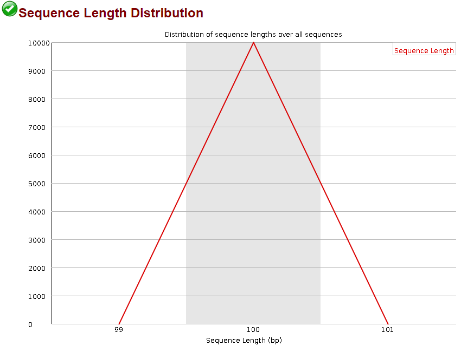 Sequence Length Distribution
Distribution of sequence lengths over all sequences
Sequence Length
10000
9000
8000
7000
6000
5000
4000
3000
2000
1000
0
99 100 101
Sequence Length (bp)